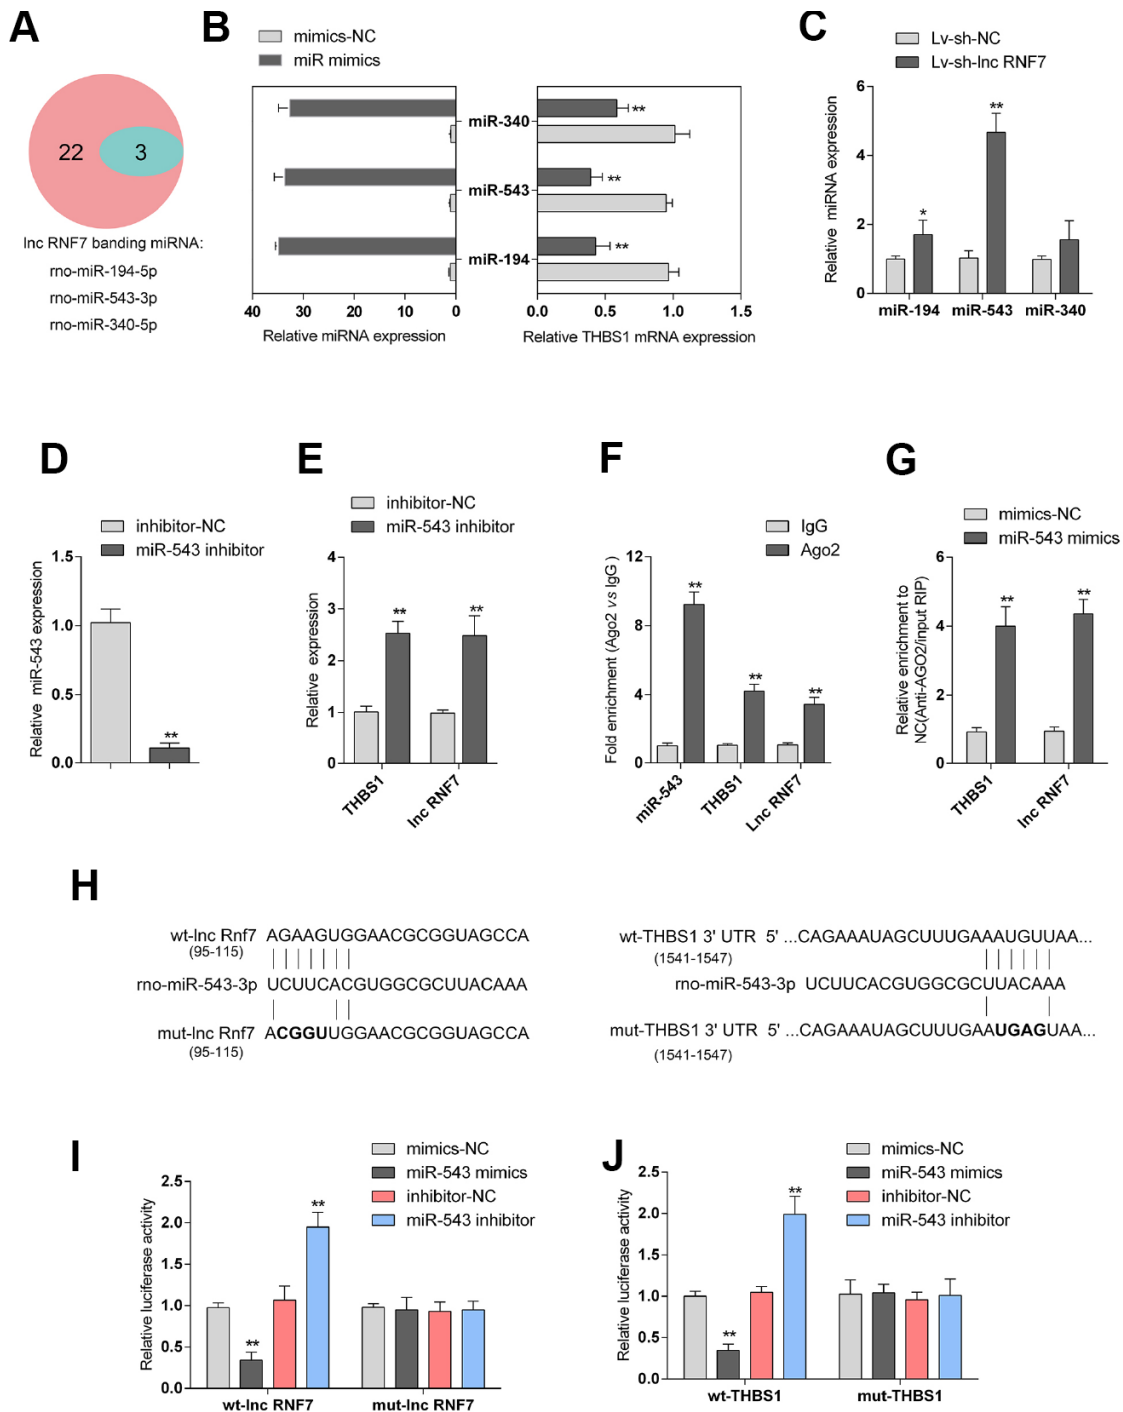 A
22
3
lnc RNF7 banding miRNA:
rno-miR-194-5p
rno-miR-543-3p
rno-miR-340-5p
B
mimics-NC
miR mimics
**
miR-340
**
miR-543
**
miR-194
40 30 20 10 0
0.0 0.5 1.0 1.5
Relative miRNA expression
Relative THBS1 mRNA expression
C
Lv-sh-NC
Lv-sh-lnc RNF7
Relative miRNA expression
6
4
2
0
*
**
miR-194 miR-543 miR-340
D
inhibitor-NC
miR-543 inhibitor
Relative miR-543 expression
1.5
1.0
0.5
0.0
**
E
inhibitor-NC
miR-543 inhibitor
Relative expression
4
3
2
1
0
** **
THBS1
lnc RNF7
F
IgG
Ago2
Fold enrichment (Ago2 vs IgG )
12
8
4
0
** ** **
miR-543
THBS1
Lnc RNF7
G
mimics-NC
miR-543 mimics
Relative enrichment to
NC(Anti-AGO2/input RIP)
6
4
2
0
** **
THBS1
lnc RNF7
H
wt-lnc Rnf7 AGAAGUGGAACGCGGUAGCCA
(95-115)
rno-miR-543-3p UCUUCACGUGGCGCUUACAAA
mut-lnc Rnf7 ACGGUUGGAACGCGGUAGCCA
(95-115)
wt-THBS1 3' UTR 5' ...CAGAAAUAGCUUUGAAAUGUUAA...
(1541-1547)
rno-miR-543-3p UCUUCACGUGGCGCUUACAAA
mut-THBS1 3' UTR 5' ...CAGAAAUAGCUUUGAAUGAGUAA...
(1541-1547)
I
mimics-NC
miR-543 mimics
inhibitor-NC
miR-543 inhibitor
Relative luciferase activity
2.5
2.0
1.5
1.0
0.5
0.0
**
**
wt-lnc RNF7 mut-lnc RNF7
J
mimics-NC
miR-543 mimics
inhibitor-NC
miR-543 inhibitor
Relative luciferase activity
2.5
2.0
1.5
1.0
0.5
0.0
**
**
wt-THBS1 mut-THBS1